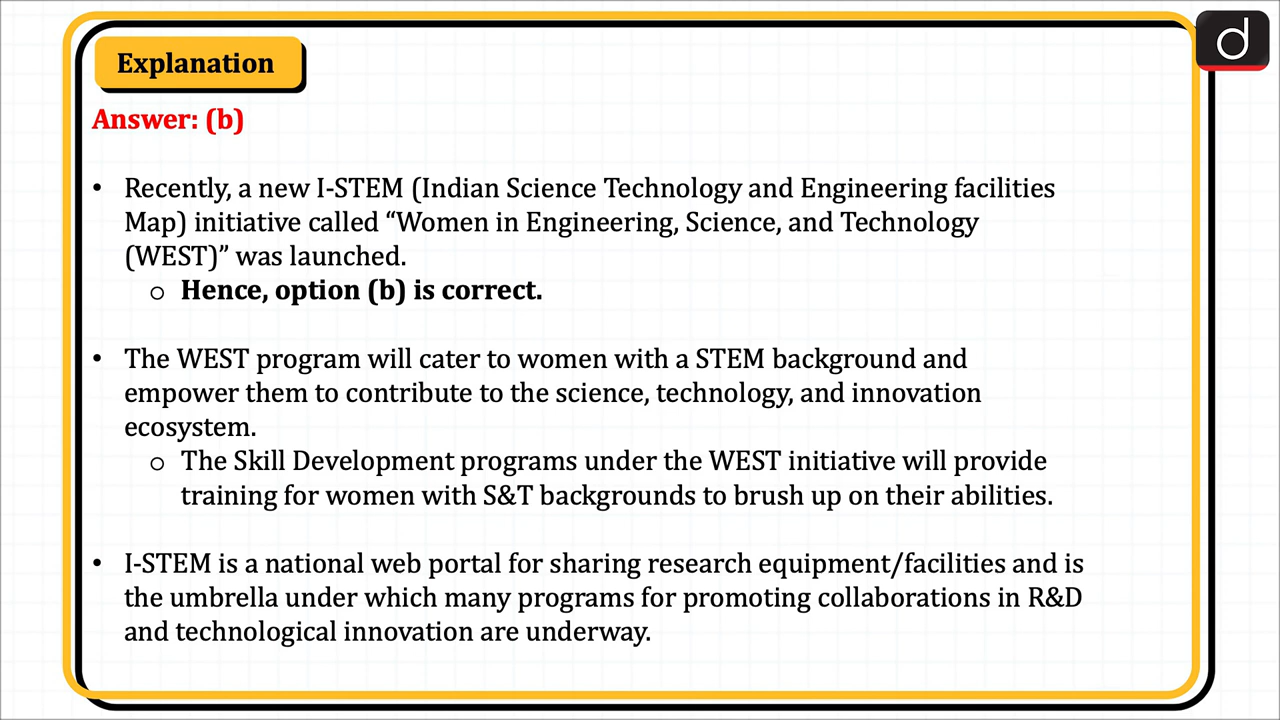 Explanation
d
Answer: (b)
• Recently, a new I-STEM (Indian Science Technology and Engineering facilities
Map) initiative called “Women in Engineering, Science, and Technology
(WEST)” was launched.
o Hence, option (b) is correct.
• The WEST program will cater to women with a STEM background and
empower them to contribute to the science, technology, and innovation
ecosystem.
o The Skill Development programs under the WEST initiative will provide
training for women with S&T backgrounds to brush up on their abilities.
• I-STEM is a national web portal for sharing research equipment/facilities and is
the umbrella under which many programs for promoting collaborations in R&D
and technological innovation are underway.